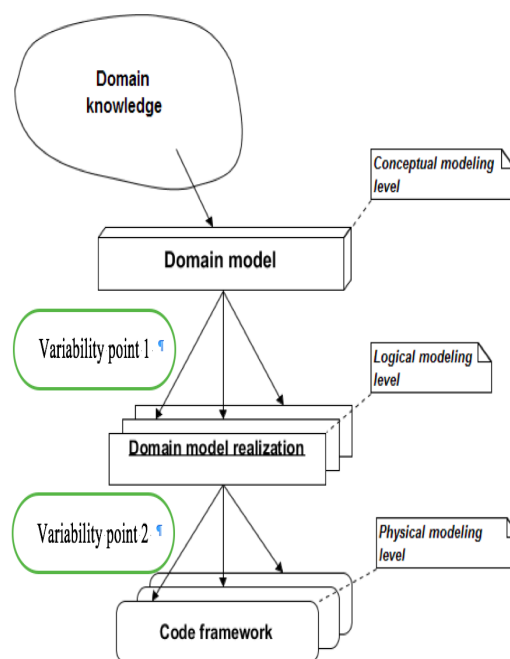 Domain
knowledge
Conceptual modeling
level
Domain model
Variability point 1 ¶
Logical modeling
level
Domain model realization
Variability point 2 ¶
Physical modeling
level
Code framework